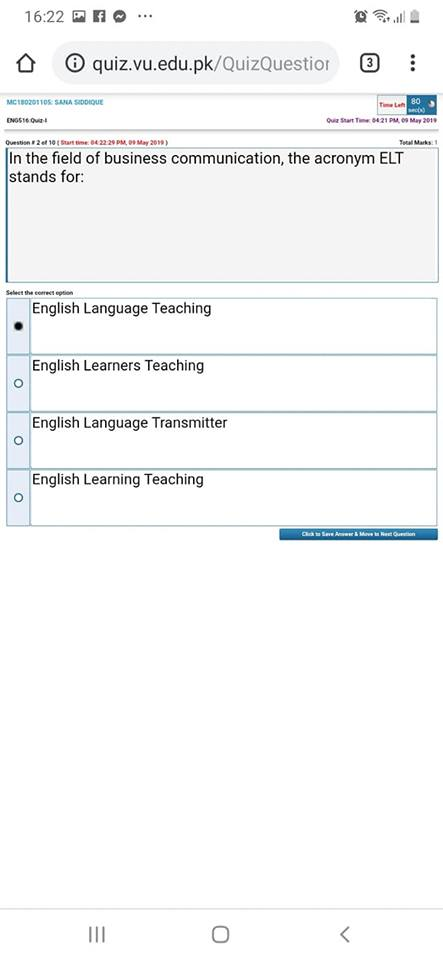 16:22
3
quiz.vu.edu.pk/QuizQuestior
MC180201105: SANA SIDDIQUE
Time Left 80 sec(s)
ENG516:Quiz-I
Quiz Start Time: 04:21 PM, 09 May 2019
Question # 2 of 10 ( Start time: 04:22:29 PM, 09 May 2019 )
Total Marks: 1
In the field of business communication, the acronym ELT
stands for:
Select the correct option
English Language Teaching
English Learners Teaching
English Language Transmitter
English Learning Teaching
Click to Save Answer & Move to Next Question